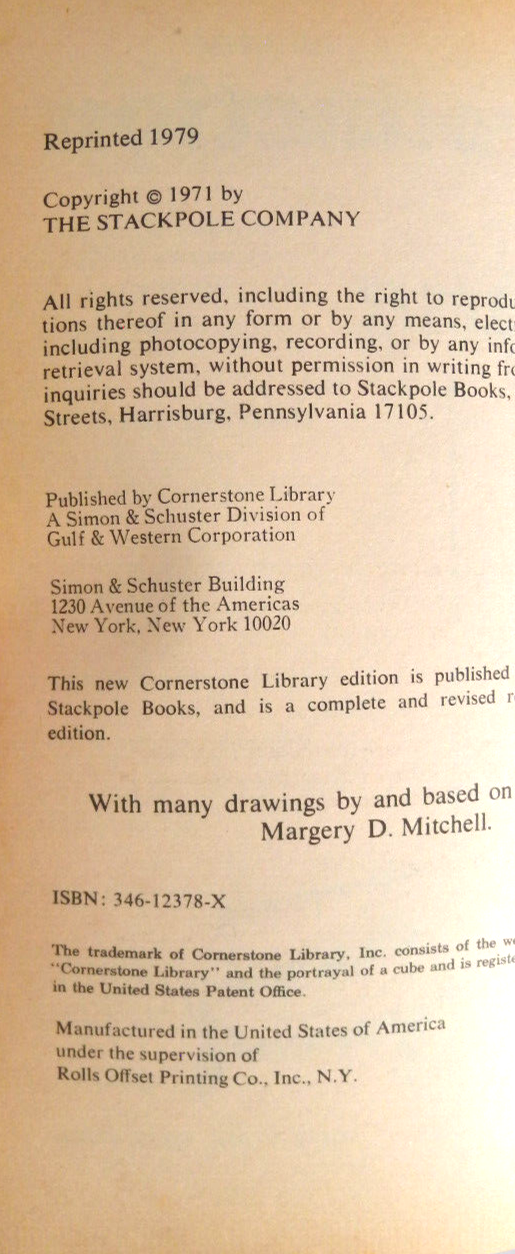 Reprinted 1979
Copyright © 1971 by
THE STACKPOLE COMPANY
All rights reserved, including the right to reprodu
tions thereof in any form or by any means, elect
including photocopying, recording, or by any info
retrieval system, without permission in writing fro
inquiries should be addressed to Stackpole Books,
Streets, Harrisburg, Pennsylvania 17105.
Published by Cornerstone Library
A Simon & Schuster Division of
Gulf & Western Corporation
Simon & Schuster Building
1230 Avenue of the Americas
New York, New York 10020
This new Cornerstone Library edition is published
Stackpole Books, and is a complete and revised r
edition.
With many drawings by and based on
Margery D. Mitchell.
ISBN: 346-12378-X
The trademark of Cornerstone Library, Inc. consists of the w
"Cornerstone Library" and the portrayal of a cube and is registe
in the United States Patent Office.
Manufactured in the United States of America
under the supervision of
Rolls Offset Printing Co., Inc., N.Y.